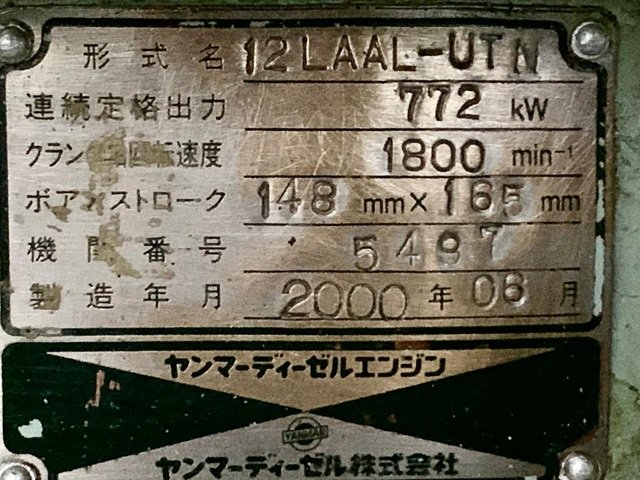 形式名 12LAAL-UTN
連続定格出力 772 kW
クランク軸回転速度 1800 min-¹
ボア×ストローク 148 mm × 165 mm
機関番号 5497
製造年月 2000 年 06 月
ヤンマーディーゼルエンジン
YANMAR
ヤンマーディーゼル株式会社